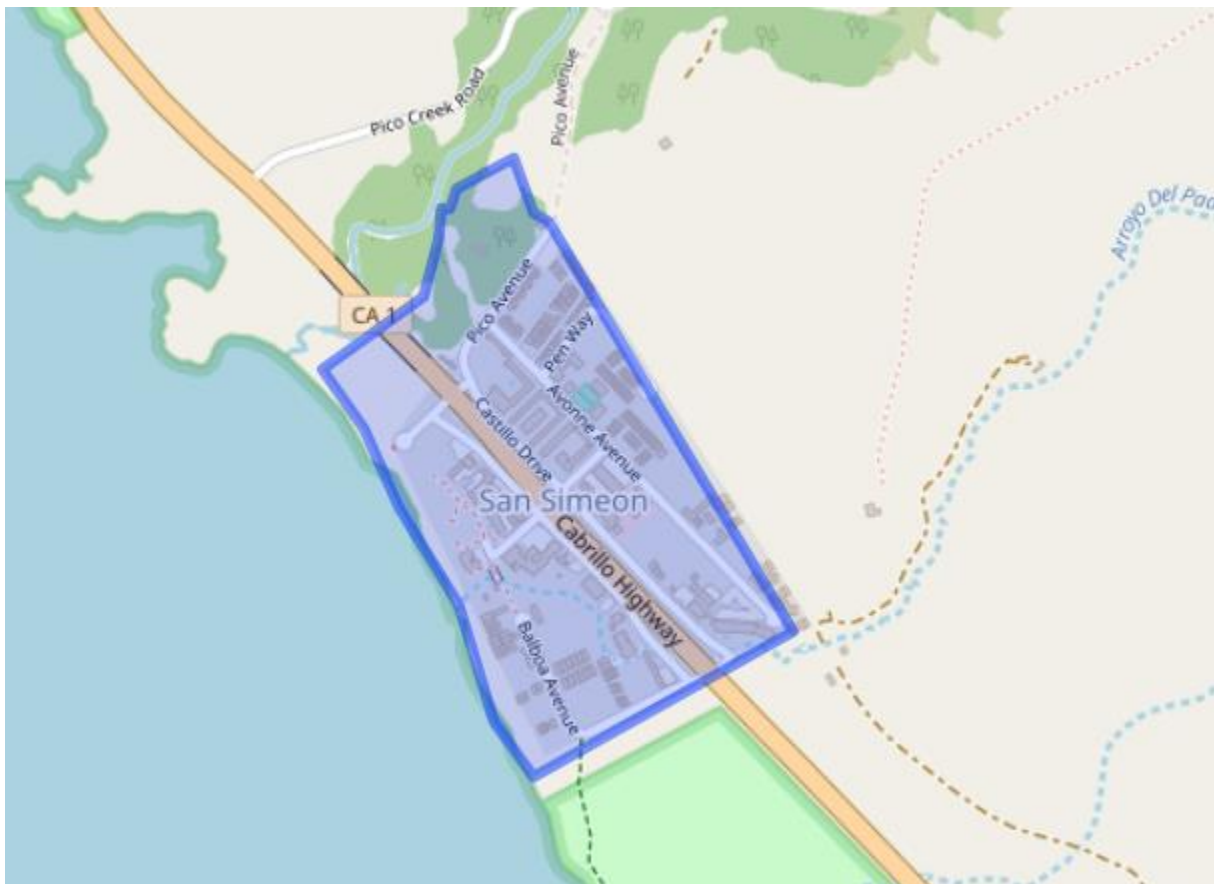 Pico Creek Road
Pico Avenue
Arroyo Del Pad
CA 1
Pico Avenue
Pen Way
Avonne Avenue
Castillo Drive
San Simeon
Cabrillo Highway
Balboa Avenue